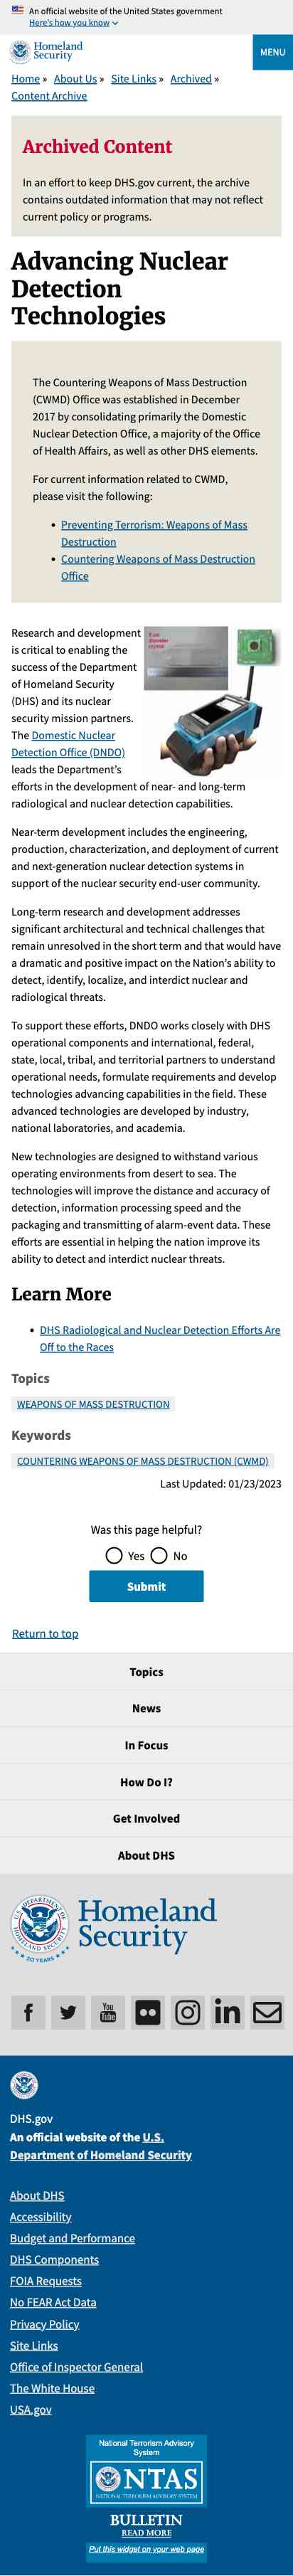 An official website of the United States government
Here's how you know
Homeland
Security
MENU
Home » About Us » Site Links » Archived »
Content Archive
Archived Content
In an effort to keep DHS.gov current, the archive
contains outdated information that may not reflect
current policy or programs.
Advancing Nuclear
Detection
Technologies
The Countering Weapons of Mass Destruction
(CWMD) Office was established in December
2017 by consolidating primarily the Domestic
Nuclear Detection Office, a majority of the Office
of Health Affairs, as well as other DHS elements.
For current information related to CWMD,
please visit the following:
• Preventing Terrorism: Weapons of Mass
Destruction
• Countering Weapons of Mass Destruction
Office
Research and development
is critical to enabling the
success of the Department
of Homeland Security
(DHS) and its nuclear
security mission partners.
The Domestic Nuclear
Detection Office (DNDO)
leads the Department's
efforts in the development of near- and long-term
radiological and nuclear detection capabilities.
Near-term development includes the engineering,
production, characterization, and deployment of current
and next-generation nuclear detection systems in
support of the nuclear security end-user community.
Long-term research and development addresses
significant architectural and technical challenges that
remain unresolved in the short term and that would have
a dramatic and positive impact on the Nation's ability to
detect, identify, localize, and interdict nuclear and
radiological threats.
To support these efforts, DNDO works closely with DHS
operational components and international, federal,
state, local, tribal, and territorial partners to understand
operational needs, formulate requirements and develop
technologies advancing capabilities in the field. These
advanced technologies are developed by industry,
national laboratories, and academia.
New technologies are designed to withstand various
operating environments from desert to sea. The
technologies will improve the distance and accuracy of
detection, information processing speed and the
packaging and transmitting of alarm-event data. These
efforts are essential in helping the nation improve its
ability to detect and interdict nuclear threats.
Learn More
• DHS Radiological and Nuclear Detection Efforts Are
Off to the Races
Topics
WEAPONS OF MASS DESTRUCTION
Keywords
COUNTERING WEAPONS OF MASS DESTRUCTION (CWMD)
Last Updated: 01/23/2023
Was this page helpful?
Yes No
Submit
Return to top
Topics
News
In Focus
How Do I?
Get Involved
About DHS
Homeland
Security
20 YEARS
You
Tube
DHS.gov
An official website of the U.S.
Department of Homeland Security
About DHS
Accessibility
Budget and Performance
DHS Components
FOIA Requests
No FEAR Act Data
Privacy Policy
Site Links
Office of Inspector General
The White House
USA.gov
National Terrorism Advisory
System
NTAS
NATIONAL TERRORISM ADVISORY SYSTEM
BULLETIN
READ MORE
Put this widget on your web page